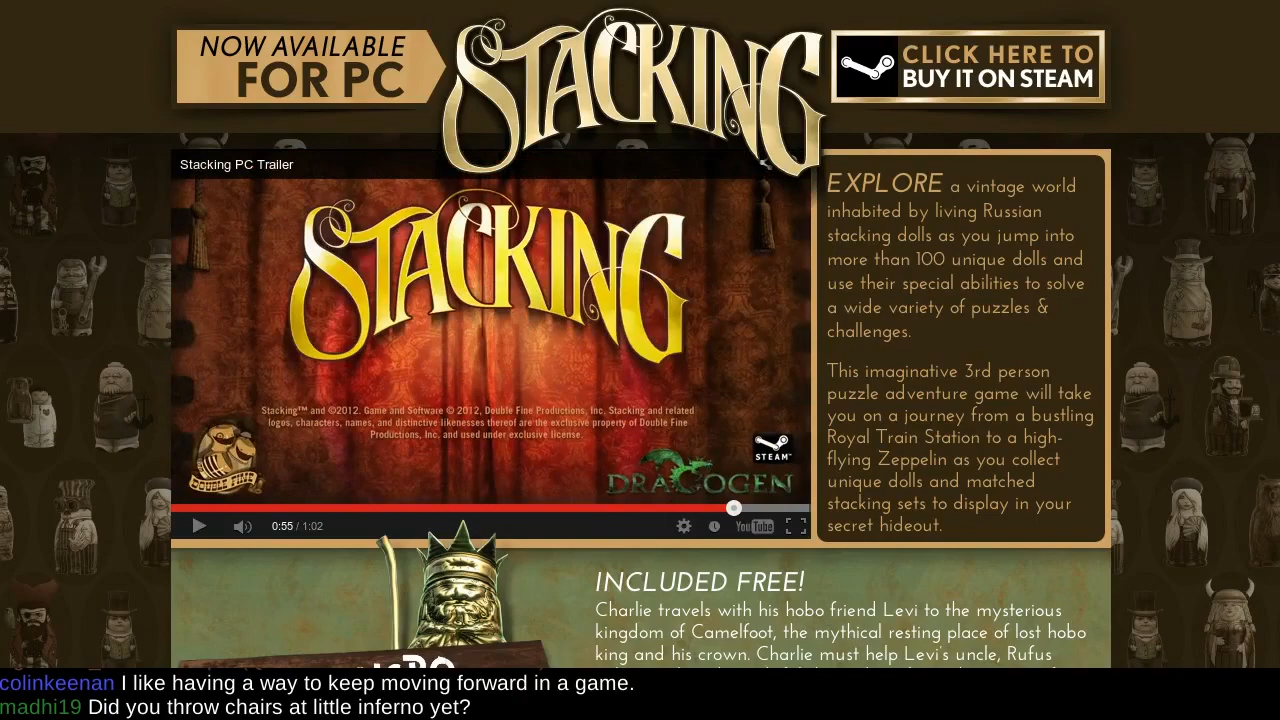 NOW AVAILABLE
FOR PC
STACKING
CLICK HERE TO
BUY IT ON STEAM
Stacking PC Trailer
STACKING
Stacking™ and ©2012. Game and Software © 2012, Double Fine Productions, Inc. Stacking and related
logos, characters, names, and distinctive likenesses thereof are the exclusive property of Double Fine
Productions, Inc. and used under exclusive license.
DOUBLE FINE
STEAM™
DRACOGEN
0:55 / 1:02
YouTube
EXPLORE a vintage world
inhabited by living Russian
stacking dolls as you jump into
more than 100 unique dolls and
use their special abilities to solve
a wide variety of puzzles &
challenges.
This imaginative 3rd person
puzzle adventure game will take
you on a journey from a bustling
Royal Train Station to a high-
flying Zeppelin as you collect
unique dolls and matched
stacking sets to display in your
secret hideout.
INCLUDED FREE!
Charlie travels with his hobo friend Levi to the mysterious
kingdom of Camelfoot, the mythical resting place of lost hobo
king and his crown. Charlie must help Levi's uncle, Rufus
colinkeenan I like having a way to keep moving forward in a game.
madhi19 Did you throw chairs at little inferno yet?